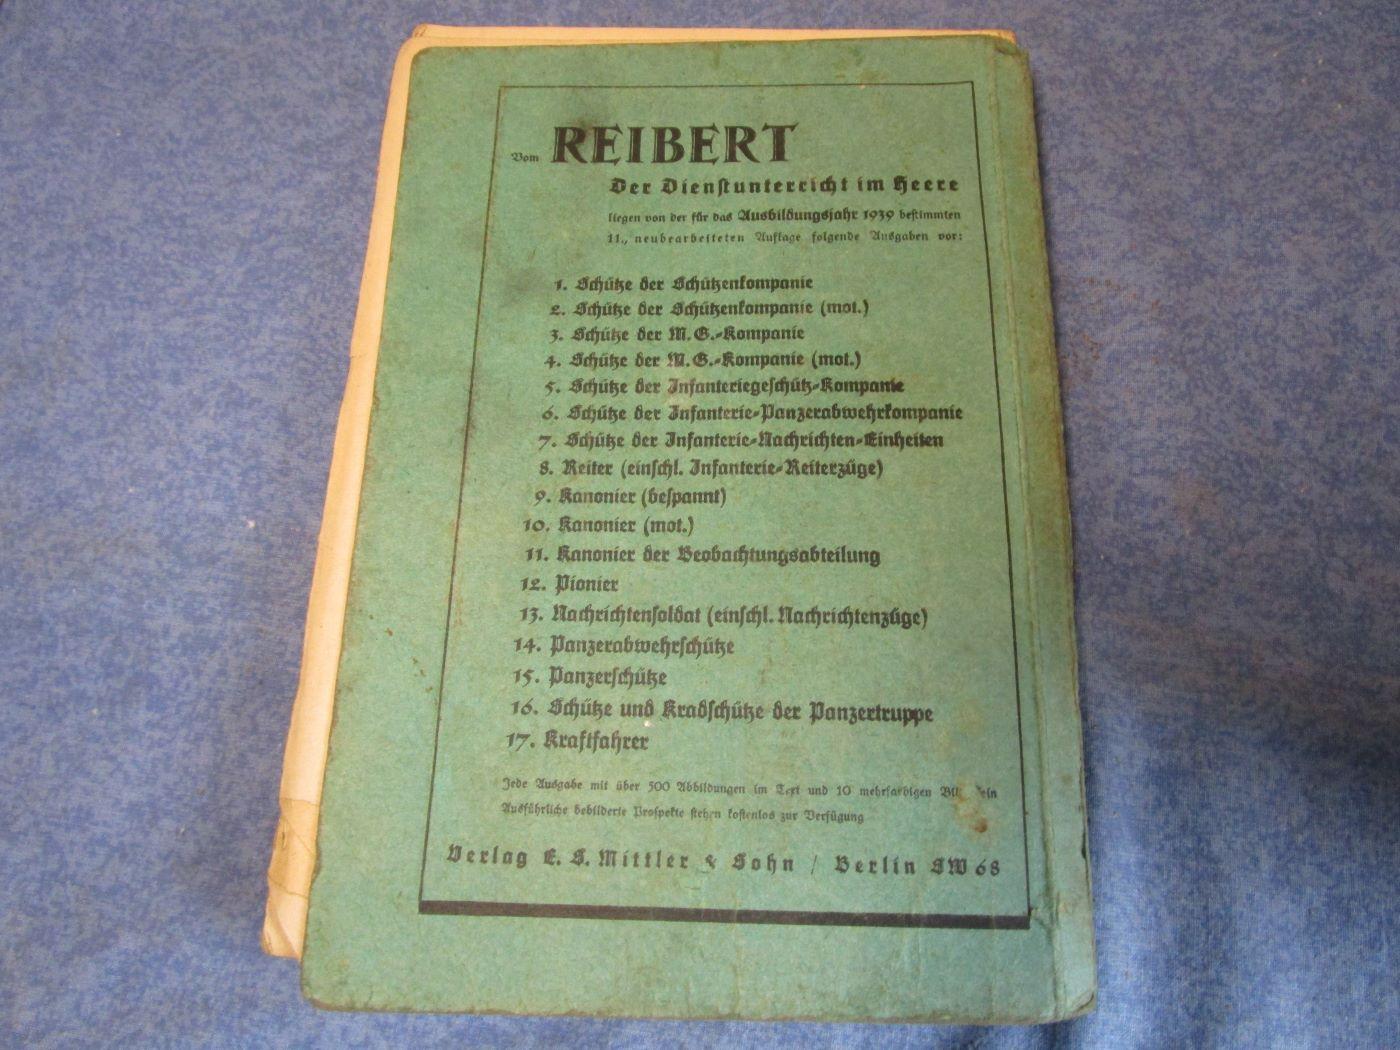 Vom REIBERT
Der Dienstunterricht im Heere
liegen von der für das Ausbildungsjahr 1939 bestimmten
11., neubearbeiteten Auflage folgende Ausgaben vor:
1. Schütze der Schützenkompanie
2. Schütze der Schützenkompanie (mot.)
3. Schütze der M.G.-Kompanie
4. Schütze der M.G.-Kompanie (mot.)
5. Schütze der Infanteriegeschütz-Kompanie
6. Schütze der Infanterie-Panzerabwehrkompanie
7. Schütze der Infanterie-Nachrichten-Einheiten
8. Reiter (einschl. Infanterie-Reiterzüge)
9. Kanonier (bespannt)
10. Kanonier (mot.)
11. Kanonier der Beobachtungsabteilung
12. Pionier
13. Nachrichtensoldat (einschl. Nachrichtenzüge)
14. Panzerabwehrschütze
15. Panzerschütze
16. Schütze und Kradschütze der Panzertruppe
17. Kraftfahrer
Jede Ausgabe mit über 500 Abbildungen im Text und 10 mehrfarbigen
Ausführliche bebilderte Prospekte stehen kostenlos zur Verfügung
Verlag E. S. Mittler & Sohn / Berlin SW 68